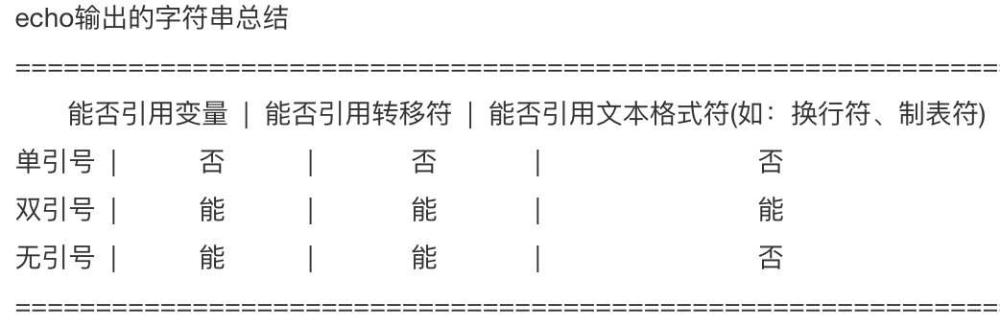 echo输出的字符串总结
=============================================================
能否引用变量 | 能否引用转移符 | 能否引用文本格式符(如：换行符、制表符)
单引号 | 否 | 否 | 否
双引号 | 能 | 能 | 能
无引号 | 能 | 能 | 否
=============================================================